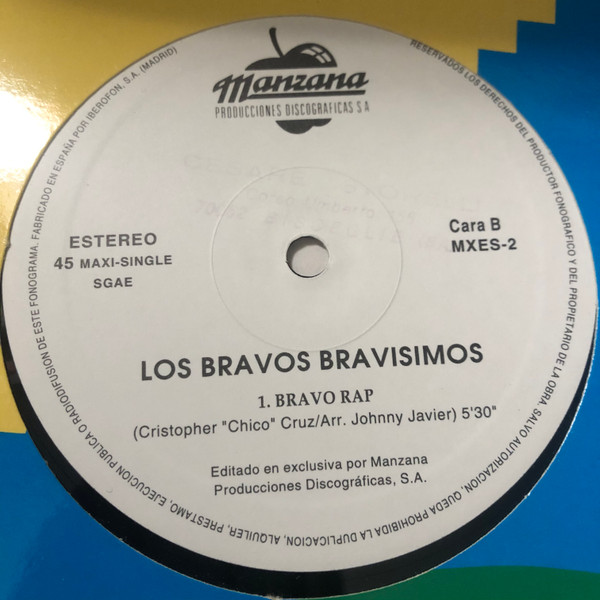 Manzana
PRODUCCIONES DISCOGRAFICAS S A
ESTEREO
45 MAXI-SINGLE
SGAE
Cara B
MXES-2
LOS BRAVOS BRAVISIMOS
1. BRAVO RAP
(Cristopher "Chico" Cruz/Arr. Johnny Javier) 5'30"
Editado en exclusiva por Manzana
Producciones Discográficas, S.A.
RESERVADOS LOS DERECHOS DEL PRODUCTOR FONOGRAFICO Y DEL PROPIETARIO DE LA OBRA. SALVO AUTORIZACION, QUEDA PROHIBIDA LA DUPLICACION, ALQUILER, PRESTAMO, EJECUCION PUBLICA O RADIODIFUSION DE ESTE FONOGRAMA. FABRICADO EN ESPAÑA POR IBEROFON, S.A. (MADRID)